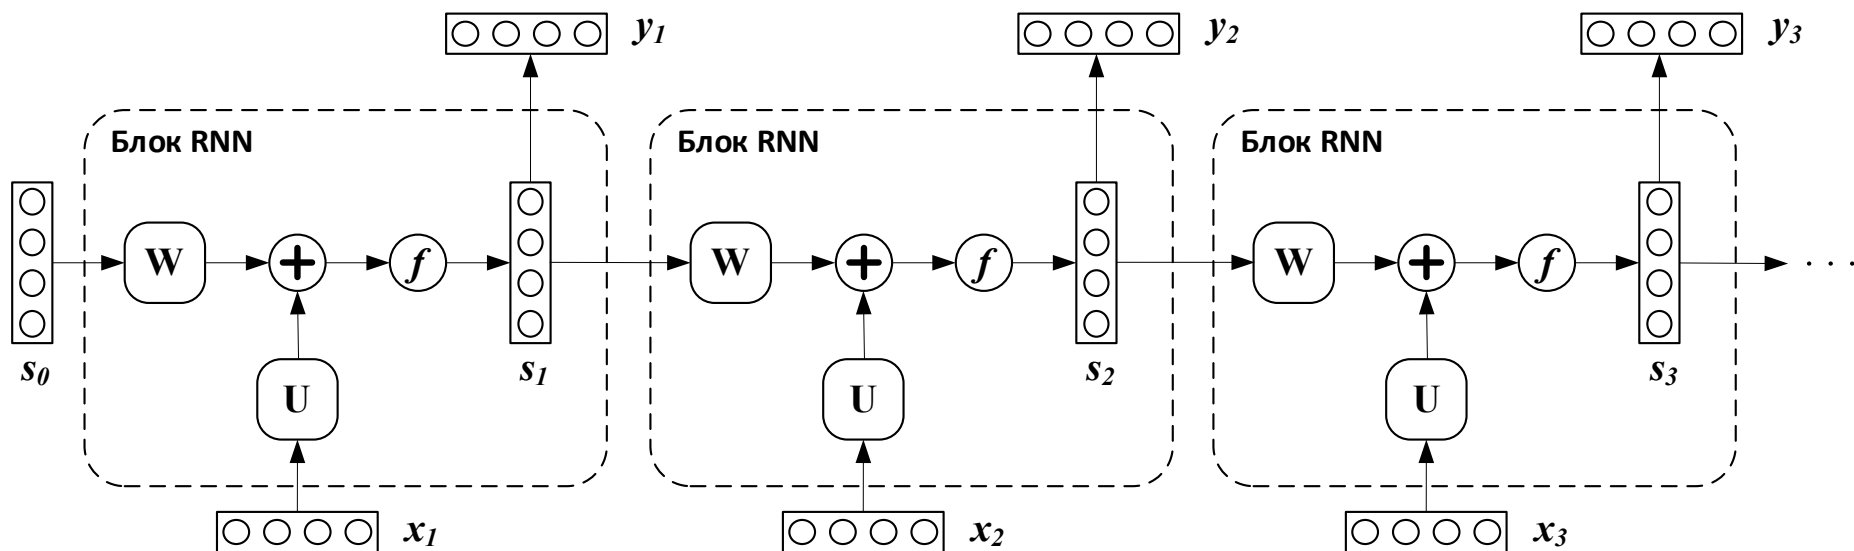 y1 y2 y3
Блок RNN Блок RNN Блок RNN
W + f W + f W + f . . .
s0 s1 s2 s3
U U U
x1 x2 x3